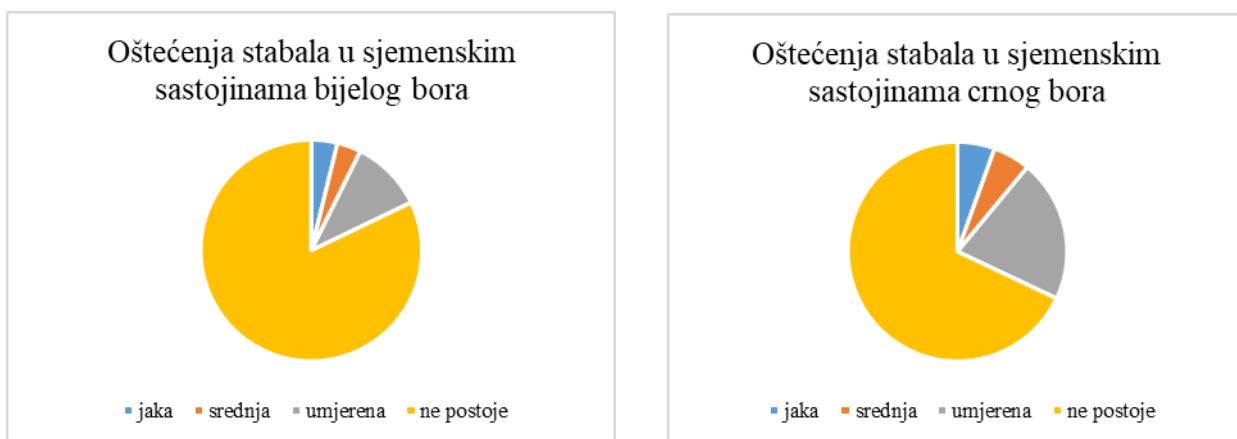 Oštećenja stabala u sjemenskim
sastojinama bijelog bora
jaka srednja umjerena ne postoje
Oštećenja stabala u sjemenskim
sastojinama crnog bora
jaka srednja umjerena ne postoje